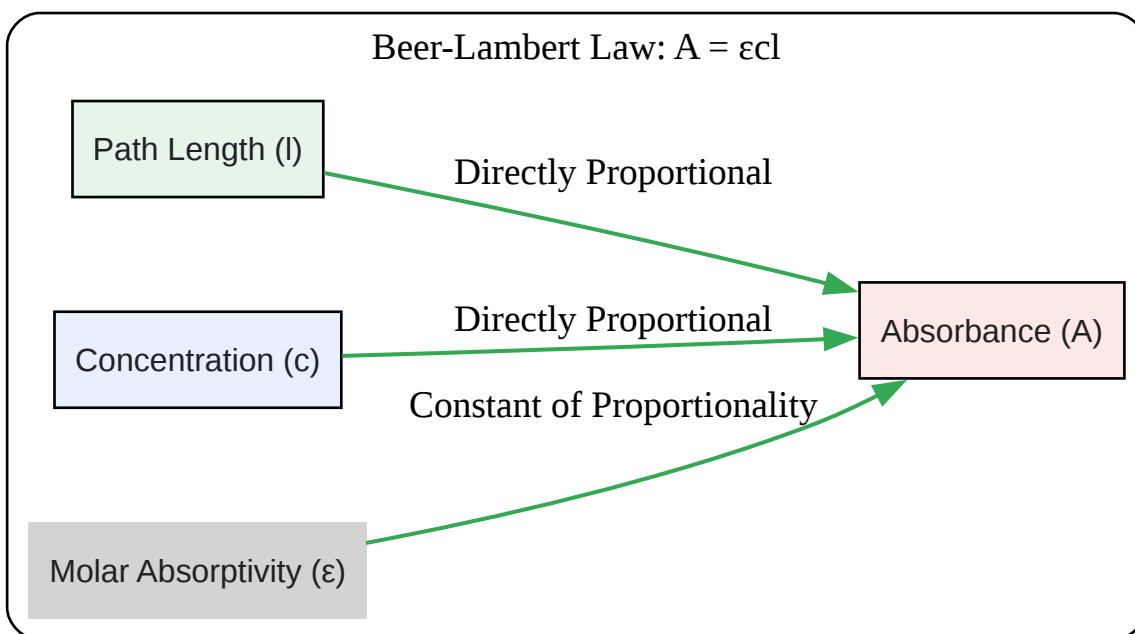 Beer-Lambert Law: A = εcl
Path Length (l)
Directly Proportional
Concentration (c)
Directly Proportional
Absorbance (A)
Constant of Proportionality
Molar Absorptivity (ε)